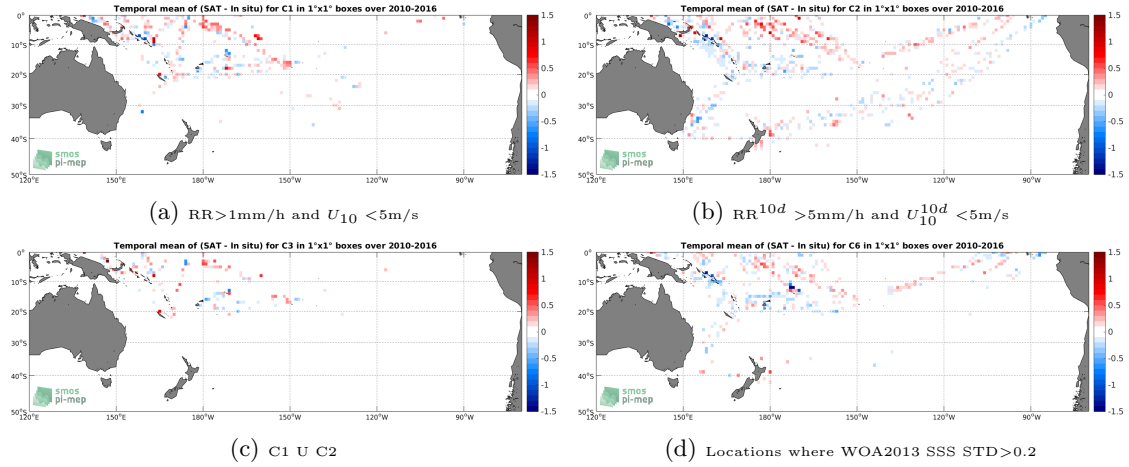 Temporal mean of (SAT - In situ) for C1 in 1°x1° boxes over 2010-2016
0°
10°S
20°S
30°S
40°S
50°S
120°E
150°E
180°W
150°W
120°W
90°W
1.5
1
0.5
0
-0.5
-1
-1.5
smos
pi-mep
(a) RR>1mm/h and U10 <5m/s
Temporal mean of (SAT - In situ) for C2 in 1°x1° boxes over 2010-2016
0°
10°S
20°S
30°S
40°S
50°S
120°E
150°E
180°W
150°W
120°W
90°W
1.5
1
0.5
0
-0.5
-1
-1.5
smos
pi-mep
(b) RR^10d >5mm/h and U10^10d <5m/s
Temporal mean of (SAT - In situ) for C3 in 1°x1° boxes over 2010-2016
0°
10°S
20°S
30°S
40°S
50°S
120°E
150°E
180°W
150°W
120°W
90°W
1.5
1
0.5
0
-0.5
-1
-1.5
smos
pi-mep
(c) C1 U C2
Temporal mean of (SAT - In situ) for C6 in 1°x1° boxes over 2010-2016
0°
10°S
20°S
30°S
40°S
50°S
120°E
150°E
180°W
150°W
120°W
90°W
1.5
1
0.5
0
-0.5
-1
-1.5
smos
pi-mep
(d) Locations where WOA2013 SSS STD>0.2